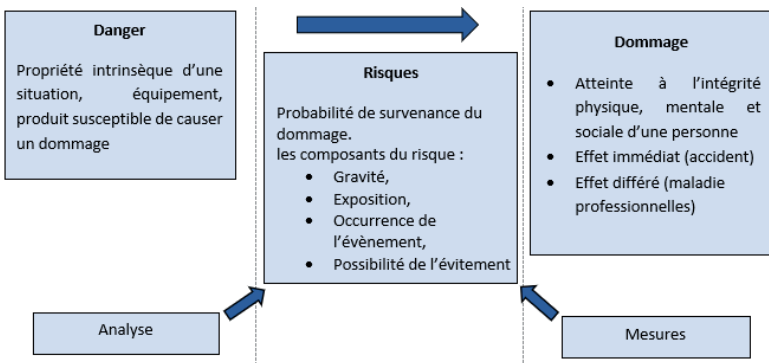 Danger
Propriété intrinsèque d'une
situation, équipement,
produit susceptible de causer
un dommage
Risques
Probabilité de survenance du
dommage.
les composants du risque :
• Gravité,
• Exposition,
• Occurrence de
l'évènement,
• Possibilité de l'évitement
Dommage
• Atteinte à l'intégrité
physique, mentale et
sociale d'une personne
• Effet immédiat (accident)
• Effet différé (maladie
professionnelles)
Analyse
Mesures